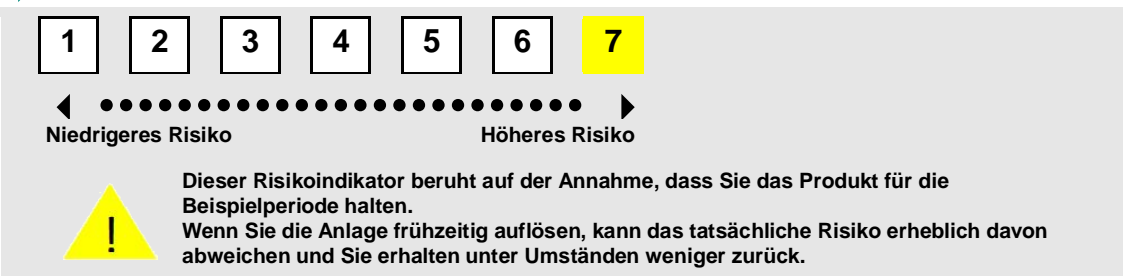 1 2 3 4 5 6 7
Niedrigeres Risiko Höheres Risiko
!
Dieser Risikoindikator beruht auf der Annahme, dass Sie das Produkt für die
Beispielperiode halten.
Wenn Sie die Anlage frühzeitig auflösen, kann das tatsächliche Risiko erheblich davon
abweichen und Sie erhalten unter Umständen weniger zurück.